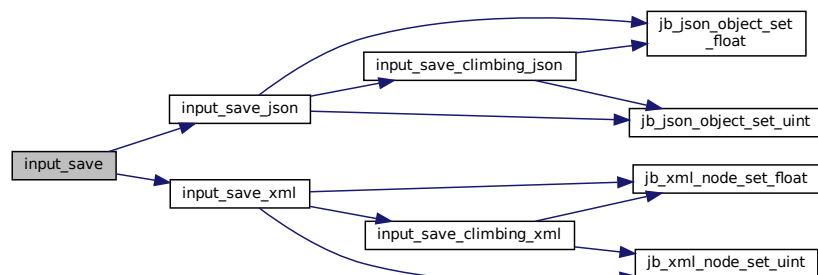 jb_json_object_set
_float
input_save_climbing_json
input_save_json
jb_json_object_set_uint
input_save
jb_xml_node_set_float
input_save_xml
input_save_climbing_xml
jb_xml_node_set_uint